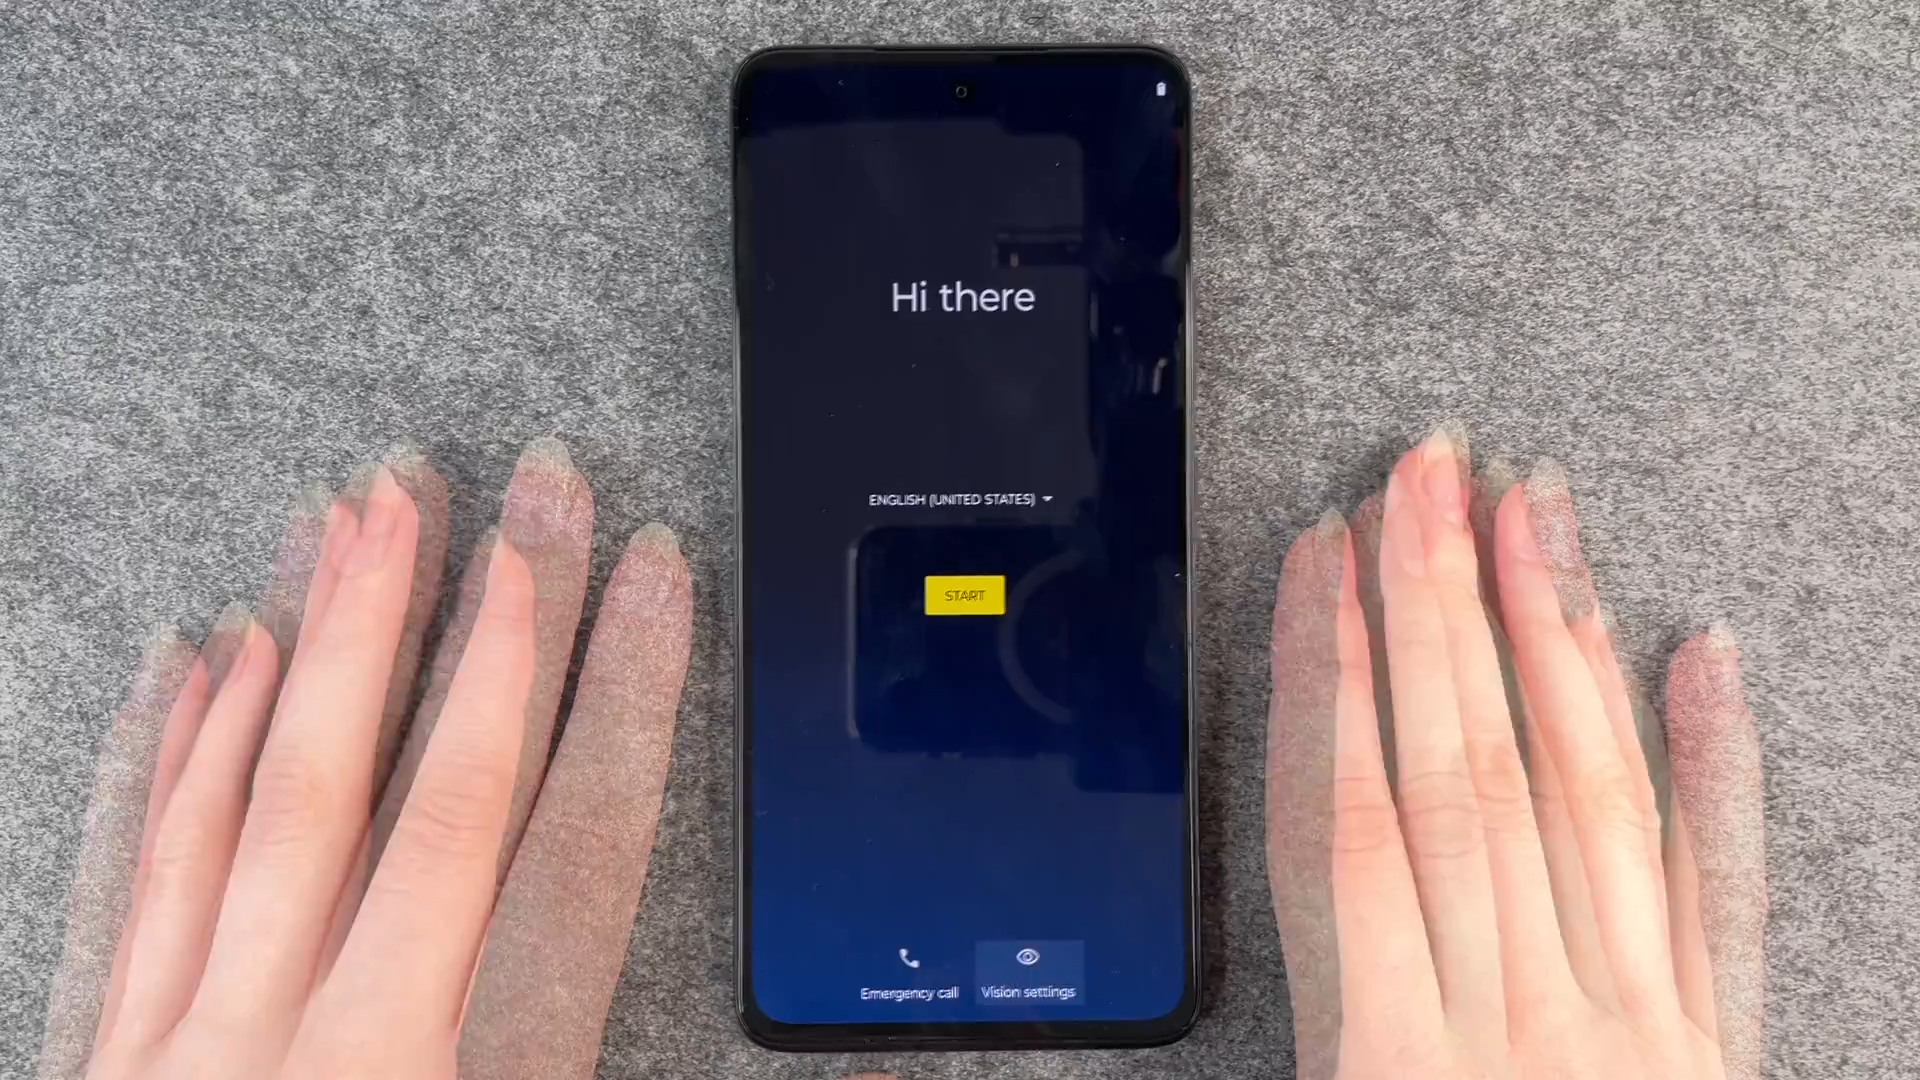 Hi there
ENGLISH (UNITED STATES)
START
Emergency call
Vision settings